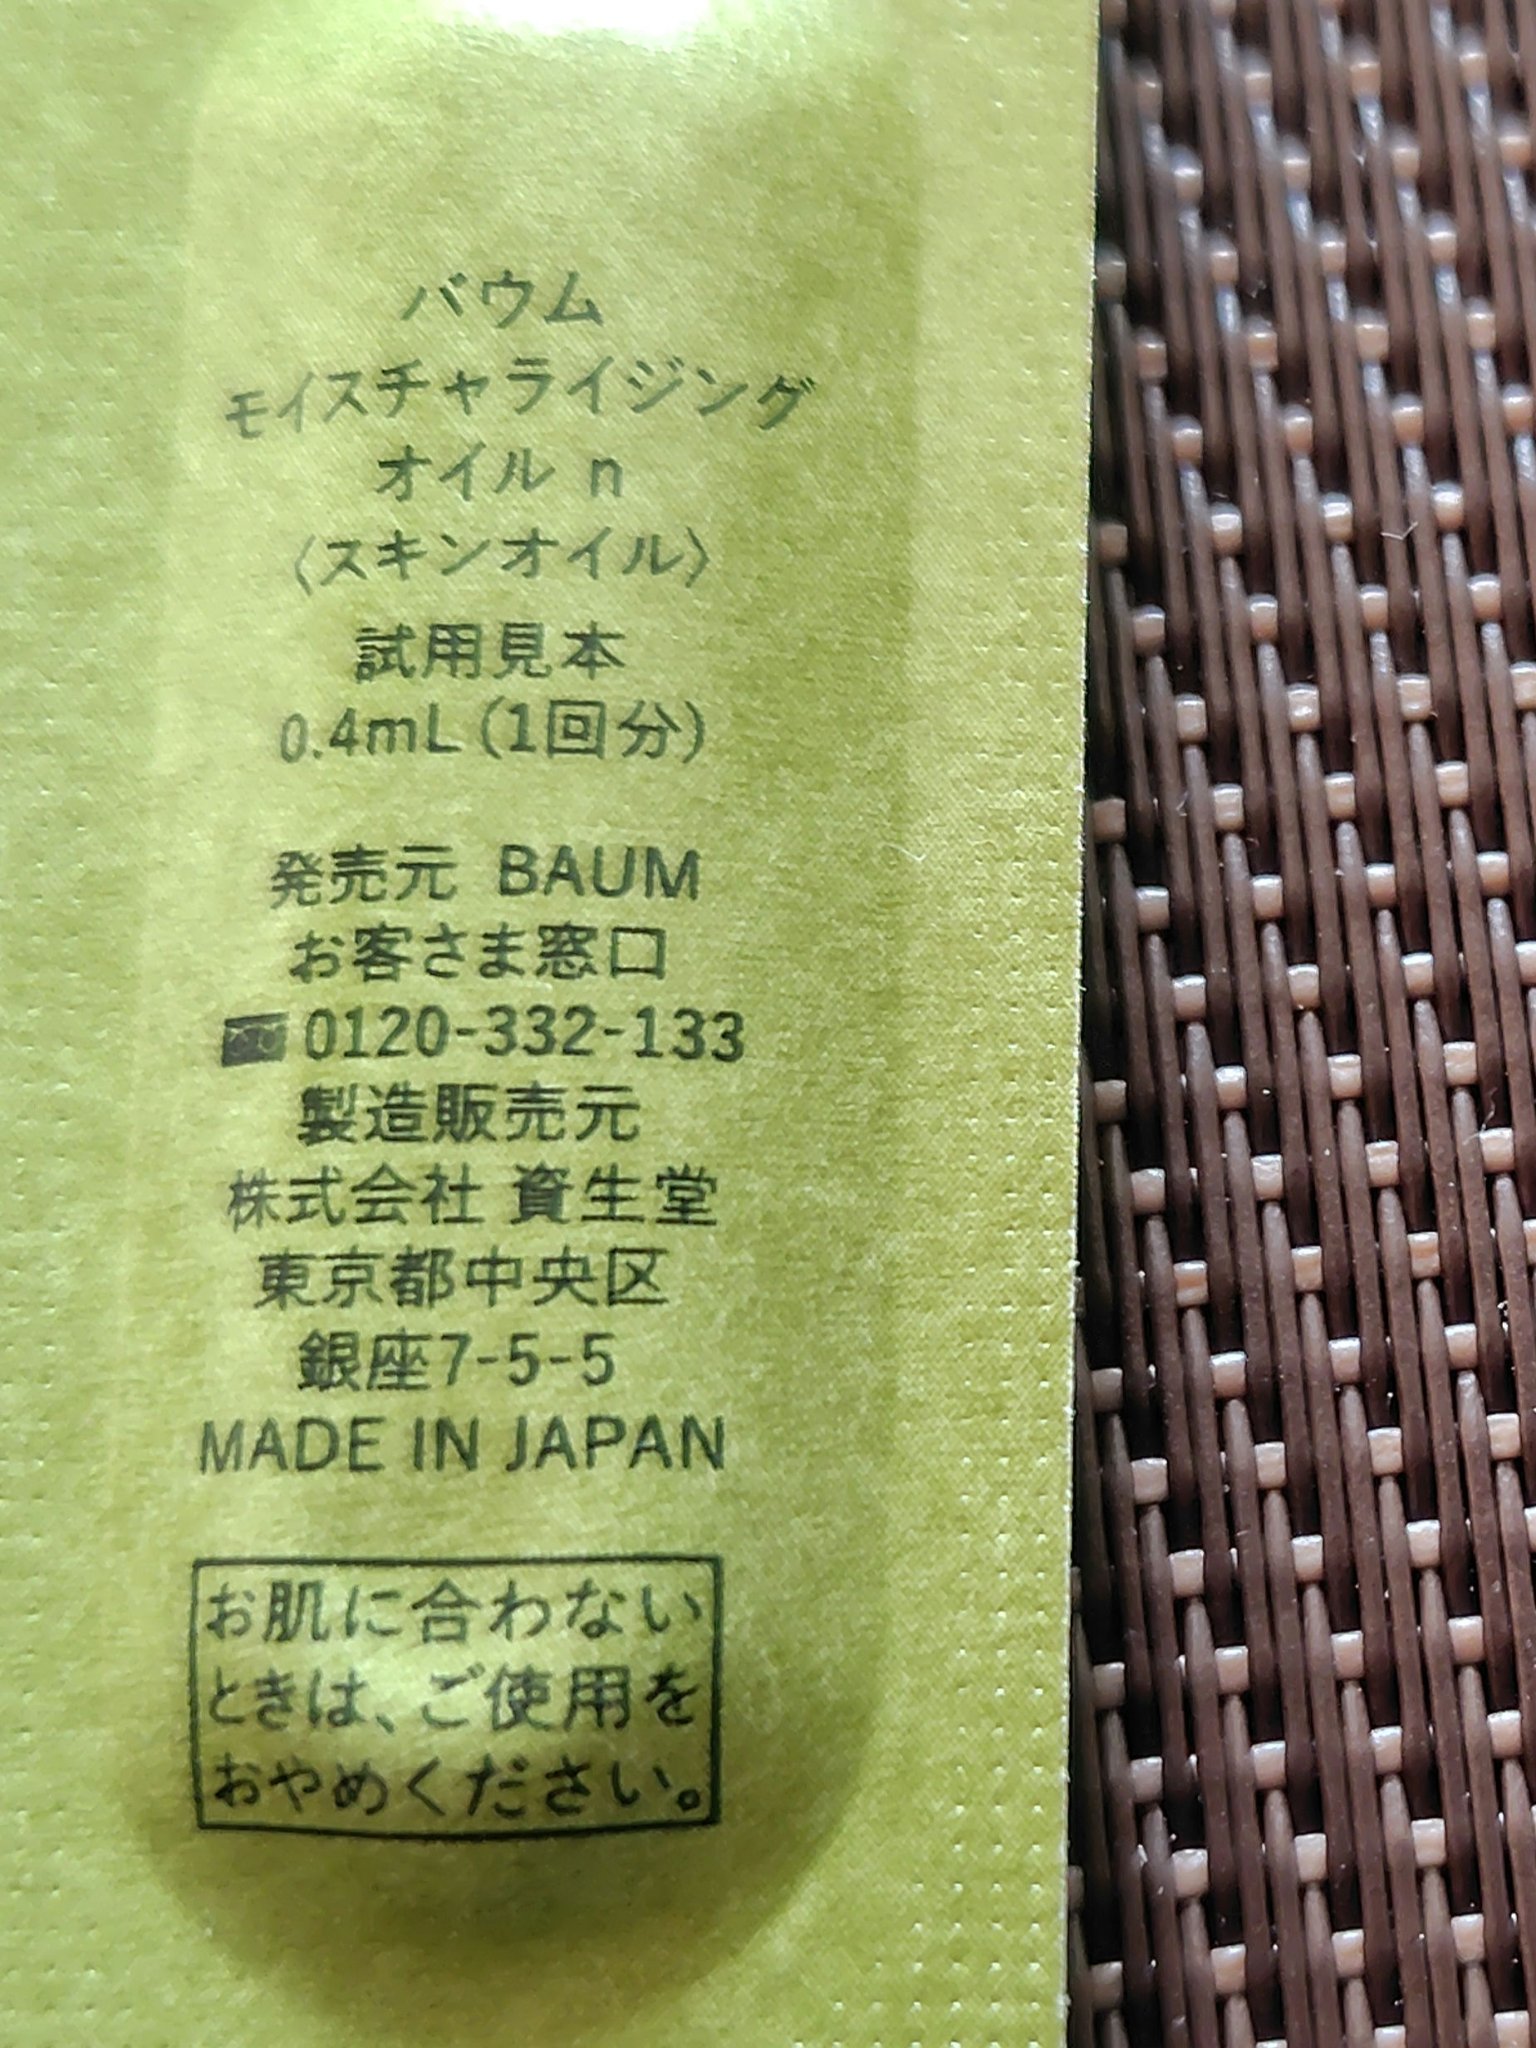 バウム
モイスチャライジング
オイル n
〈スキンオイル〉
試用見本
0.4mL(1回分)
発売元 BAUM
お客さま窓口
☎0120-332-133
製造販売元
株式会社 資生堂
東京都中央区
銀座7-5-5
MADE IN JAPAN
お肌に合わない
ときは、ご使用を
おやめください。